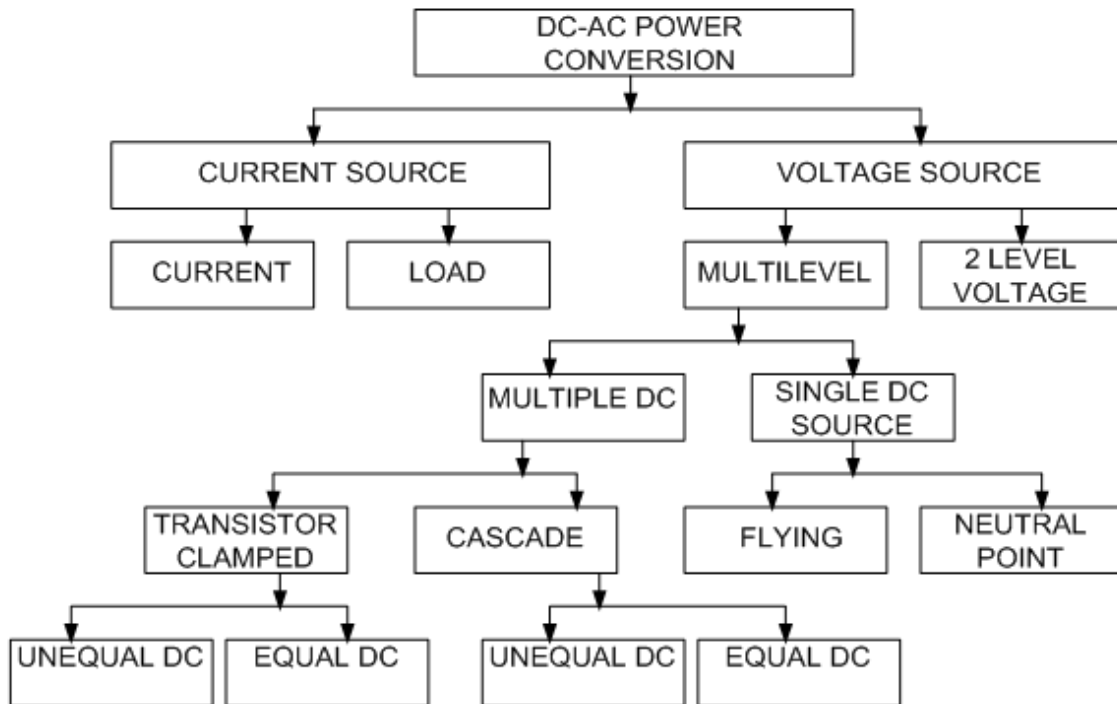 DC-AC POWER
CONVERSION
CURRENT SOURCE
VOLTAGE SOURCE
CURRENT
LOAD
MULTILEVEL
2 LEVEL
VOLTAGE
MULTIPLE DC
SINGLE DC
SOURCE
TRANSISTOR
CLAMPED
CASCADE
FLYING
NEUTRAL
POINT
UNEQUAL DC
EQUAL DC
UNEQUAL DC
EQUAL DC